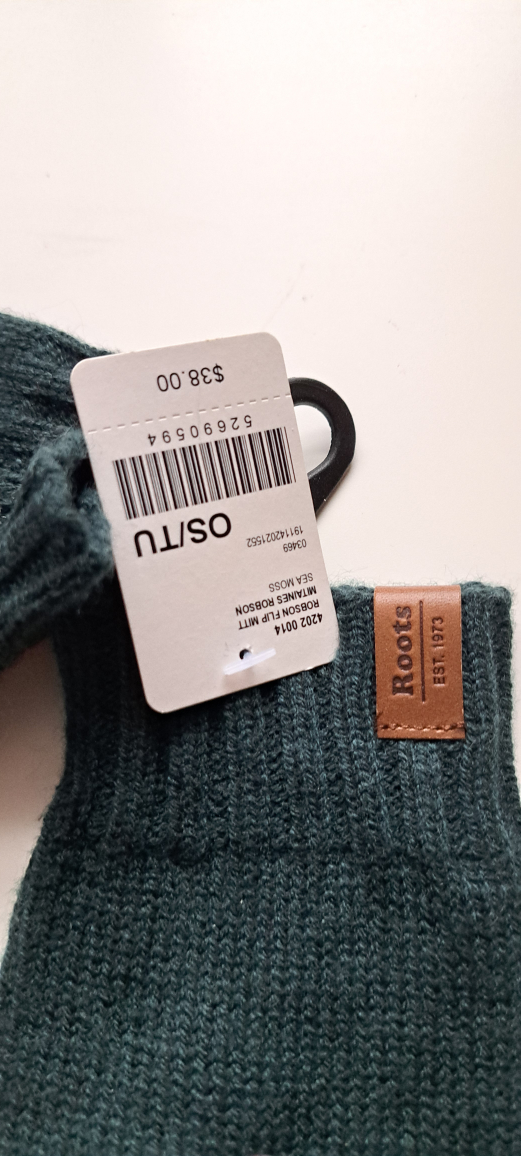 4202 0014
ROBSON FLIP MITT
MITAINES ROBSON
SEA MOSS
03469
191142021552
OS/TU
52690594
$38.00
Roots
EST. 1973